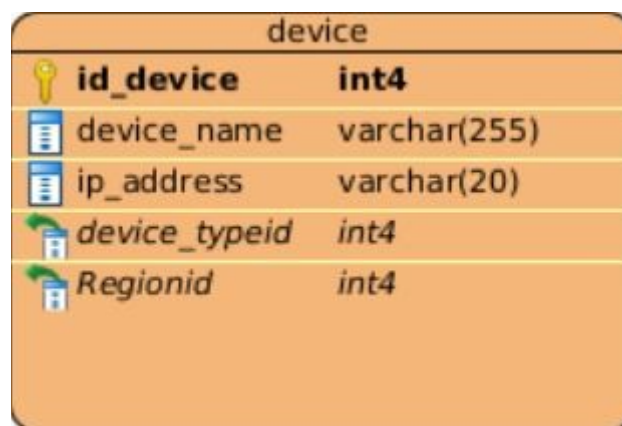 device
id_device int4
device_name varchar(255)
ip_address varchar(20)
device_typeid int4
Regionid int4